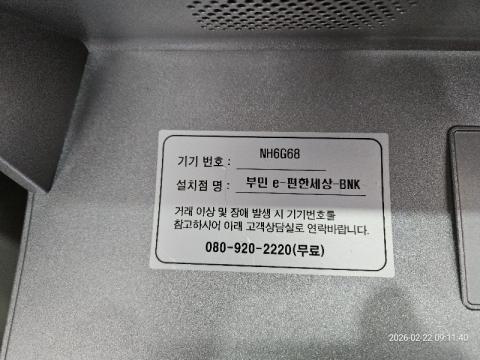 기기 번호 : NH6G68
설치점 명 : 부민 e-편한세상-BNK
거래 이상 및 장애 발생 시 기기번호를
참고하시어 아래 고객상담실로 연락바랍니다.
080-920-2220(무료)
2026-02-22 09:11:40